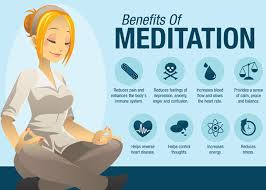 Benefits Of
MEDITATION
Reduces pain and
enhances the body's
immune system.
Reduces feelings of
depression, anxiety,
anger and confusion.
Increases blood
flow and slows
the heart rate.
Provides a sense
of calm, peace
and balance.
Helps reverse
heart disease.
Helps control
thoughts.
Increases
energy.
Reduces
stress.